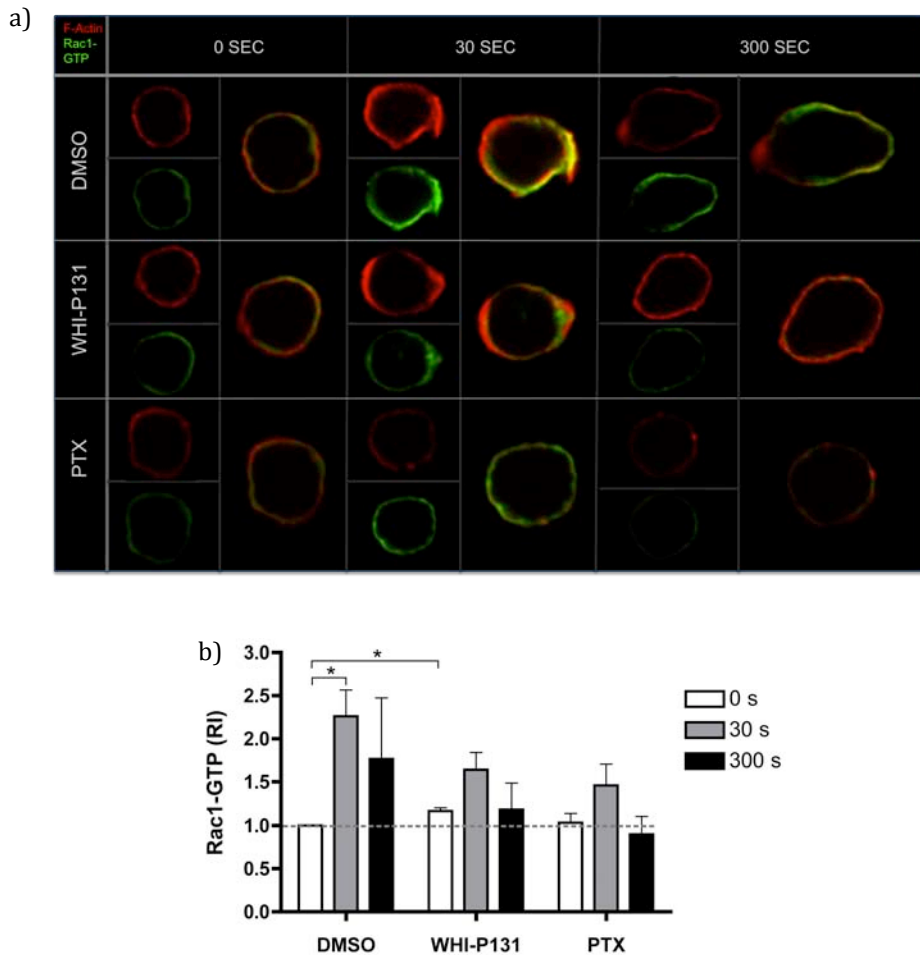 a)
F-Actin
Rac1-
GTP
0 SEC
30 SEC
300 SEC
DMSO
WHI-P131
PTX
b)
3.0
2.5
2.0
1.5
1.0
0.5
0.0
Rac1-GTP (RI)
*
*
0 s
30 s
300 s
DMSO
WHI-P131
PTX